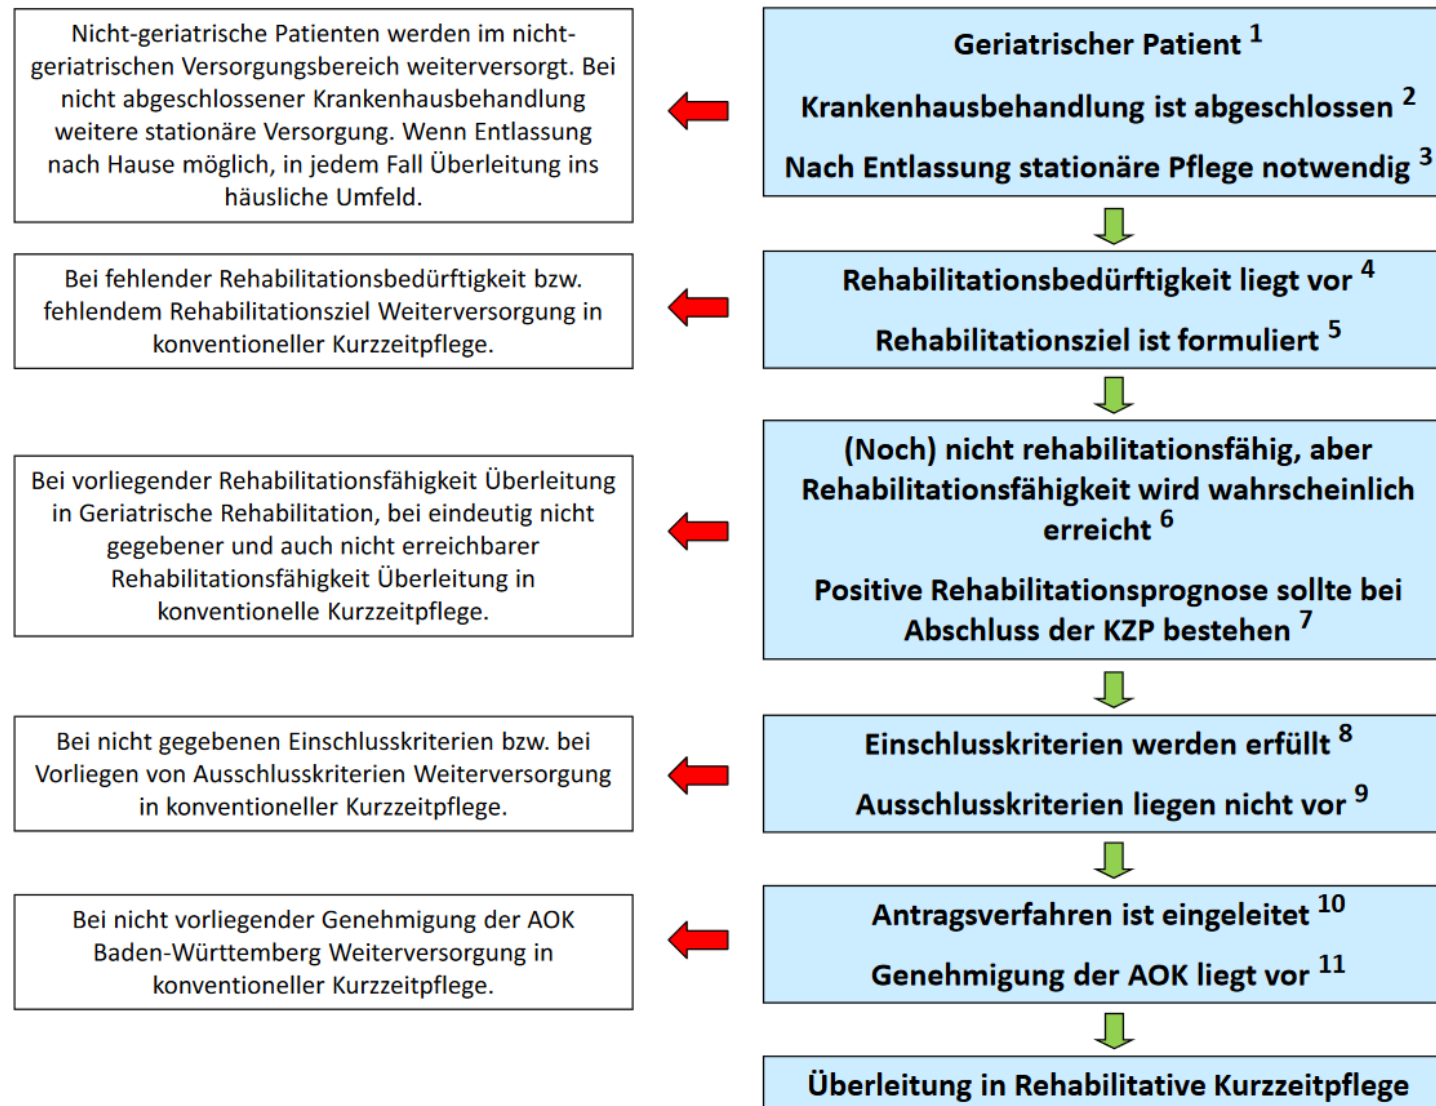 Nicht-geriatrische Patienten werden im nicht-
geriatrischen Versorgungsbereich weiterversorgt. Bei
nicht abgeschlossener Krankenhausbehandlung
weitere stationäre Versorgung. Wenn Entlassung
nach Hause möglich, in jedem Fall Überleitung ins
häusliche Umfeld.
Geriatrischer Patient 1
Krankenhausbehandlung ist abgeschlossen 2
Nach Entlassung stationäre Pflege notwendig 3
Bei fehlender Rehabilitationsbedürftigkeit bzw.
fehlendem Rehabilitationsziel Weiterversorgung in
konventioneller Kurzzeitpflege.
Rehabilitationsbedürftigkeit liegt vor 4
Rehabilitationsziel ist formuliert 5
Bei vorliegender Rehabilitationsfähigkeit Überleitung
in Geriatrische Rehabilitation, bei eindeutig nicht
gegebener und auch nicht erreichbarer
Rehabilitationsfähigkeit Überleitung in
konventionelle Kurzzeitpflege.
(Noch) nicht rehabilitationsfähig, aber
Rehabilitationsfähigkeit wird wahrscheinlich
erreicht 6
Positive Rehabilitationsprognose sollte bei
Abschluss der KZP bestehen 7
Bei nicht gegebenen Einschlusskriterien bzw. bei
Vorliegen von Ausschlusskriterien Weiterversorgung
in konventioneller Kurzzeitpflege.
Einschlusskriterien werden erfüllt 8
Ausschlusskriterien liegen nicht vor 9
Bei nicht vorliegender Genehmigung der AOK
Baden-Württemberg Weiterversorgung in
konventioneller Kurzzeitpflege.
Antragsverfahren ist eingeleitet 10
Genehmigung der AOK liegt vor 11
Überleitung in Rehabilitative Kurzzeitpflege